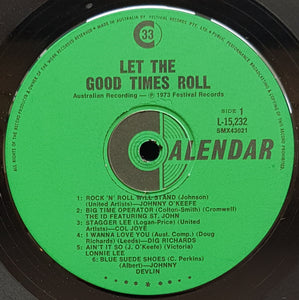 C
33
LET THE
GOOD TIMES ROLL
Australian Recording — ℗ 1973 Festival Records
SIDE 1
L-15,232
SMX43021
ALENDAR
1: ROCK 'N' ROLL WILL STAND (Johnson)
(United Artists)—JOHNNY O'KEEFE
2: BIG TIME OPERATOR (Colton-Smith) (Cromwell)
THE ID FEATURING ST. JOHN
3: STAGGER LEE (Logan-Price) (United
Artists)—COL JOYE
4: I WANNA LOVE YOU (Aust. Comp.) (Doug
Richards) (Leeds)—DIG RICHARDS
5: AIN'T IT SO (J. O'Keefe) (Victoria)
LONNIE LEE
6: BLUE SUEDE SHOES (C. Perkins)
(Albert)—JOHNNY
DEVLIN